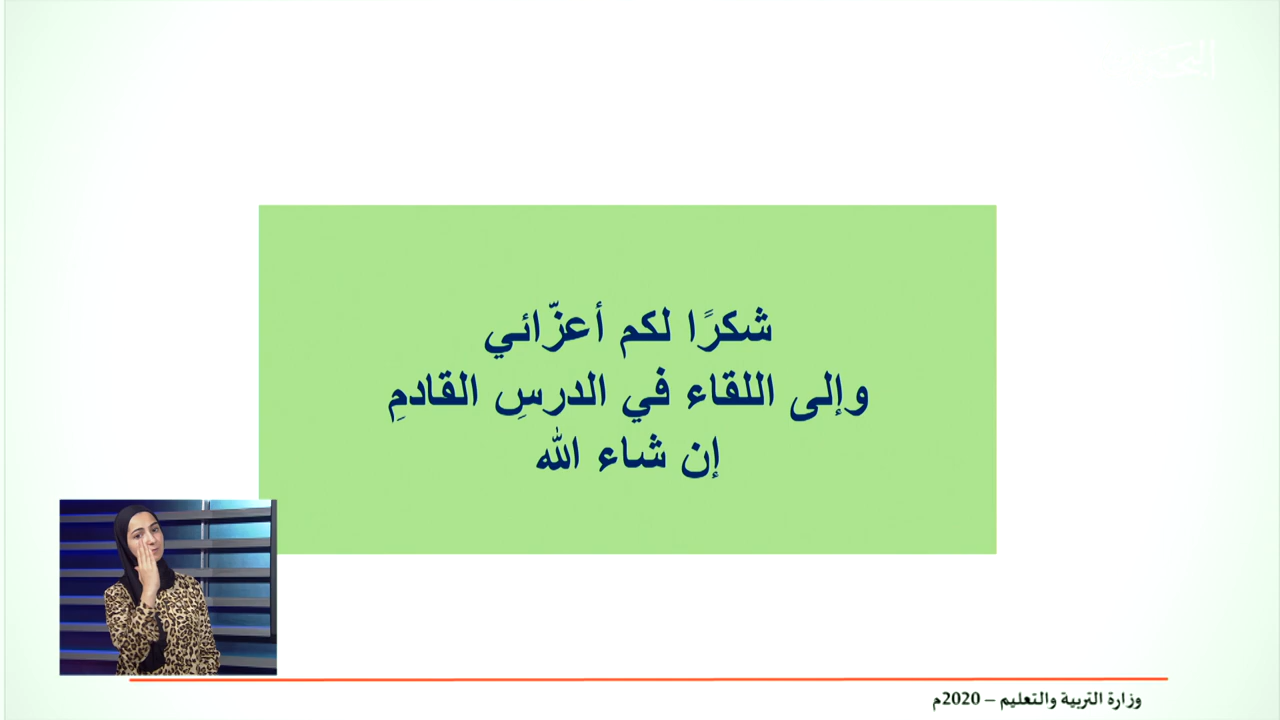 شكرًا لكم أعزّائي
وإلى اللقاء في الدرسِ القادمِ
إن شاء الله
وزارة التربية والتعليم – 2020م